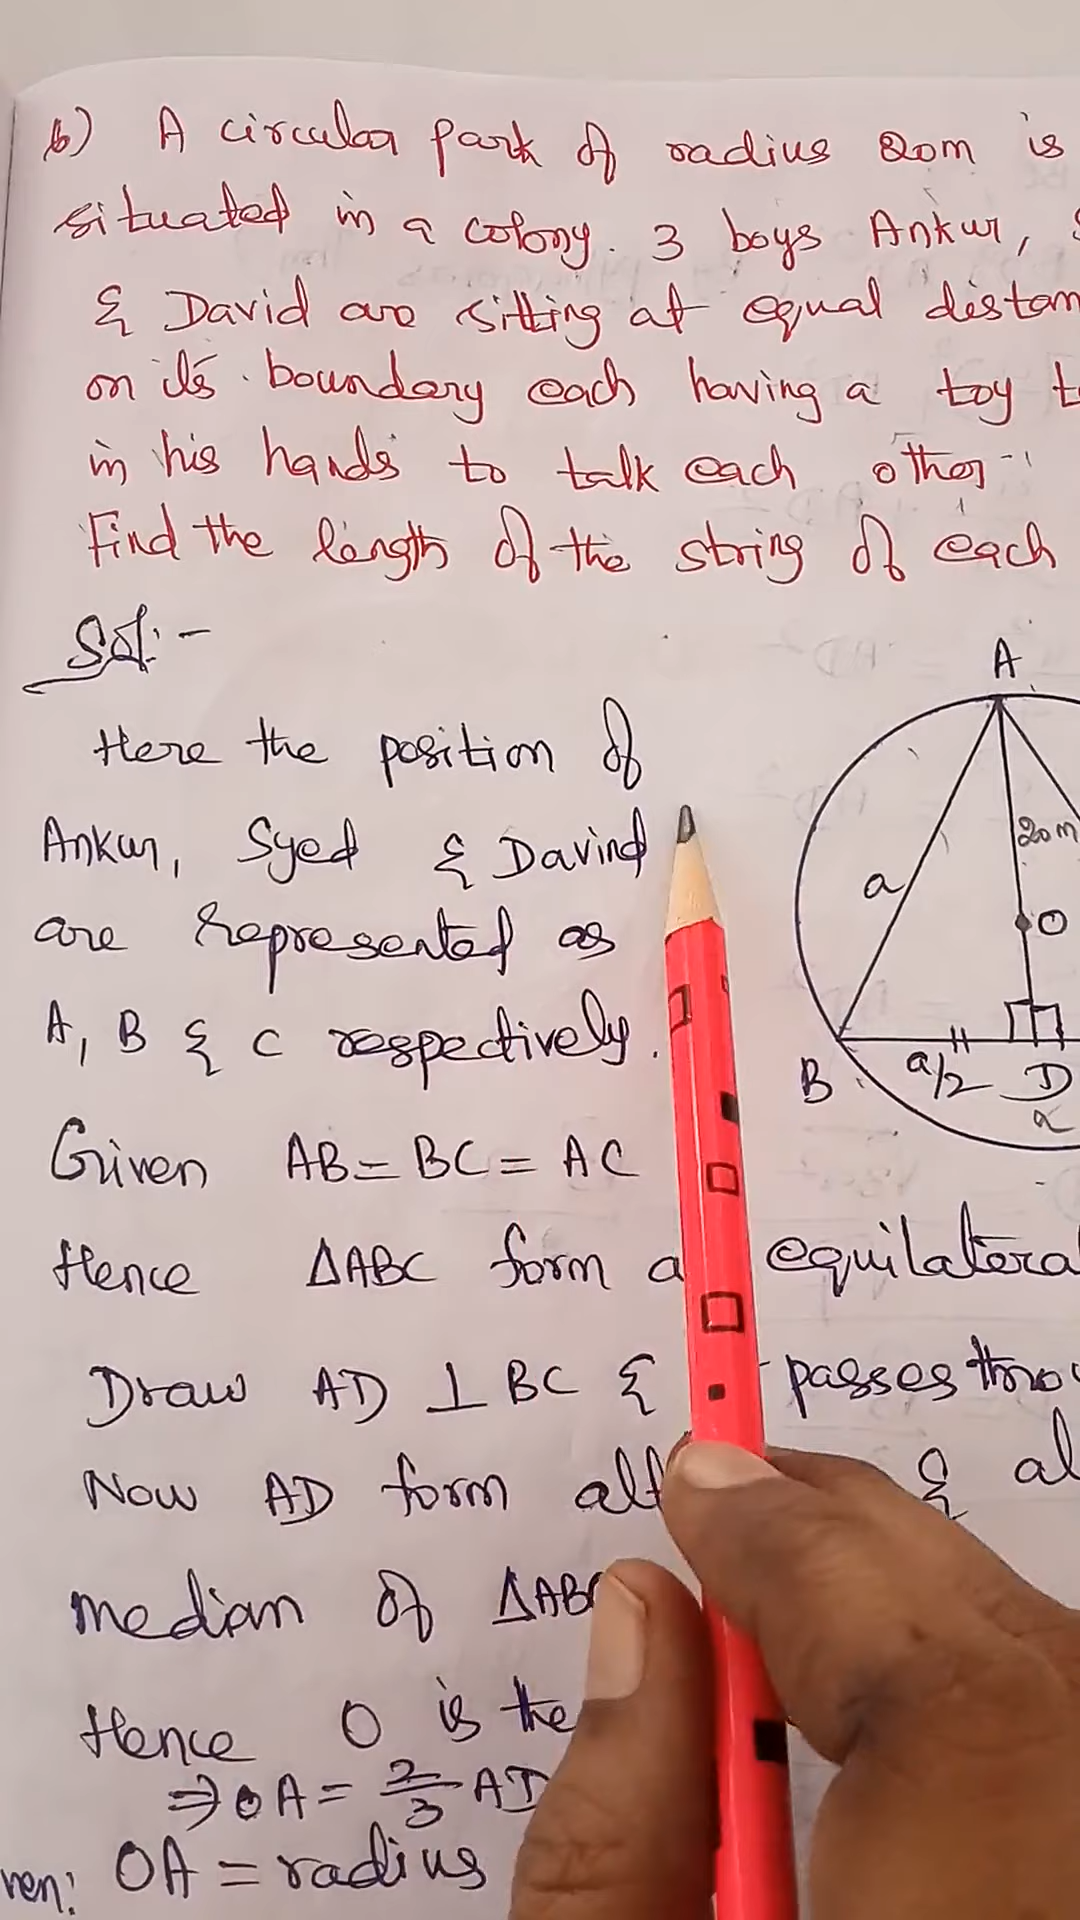 6) A circular park of radius 20m is
situated in a colony. 3 boys Ankur,
& David are sitting at equal distan
on its boundary each having a toy t
in his hands to talk each other
Find the length of the string of each
Sol:-
Here the position of
Ankur, Syed & Davind
are represented as
A, B & C respectively.
Given AB = BC = AC
Hence ΔABC form a equilatera
Draw AD ⊥ BC & passes thro
Now AD form alt & al
median of ΔABC
Hence O is the
⇒ OA = 2/3 AD
ven: OA = radius
A
20m
a
O
B
a/2
D